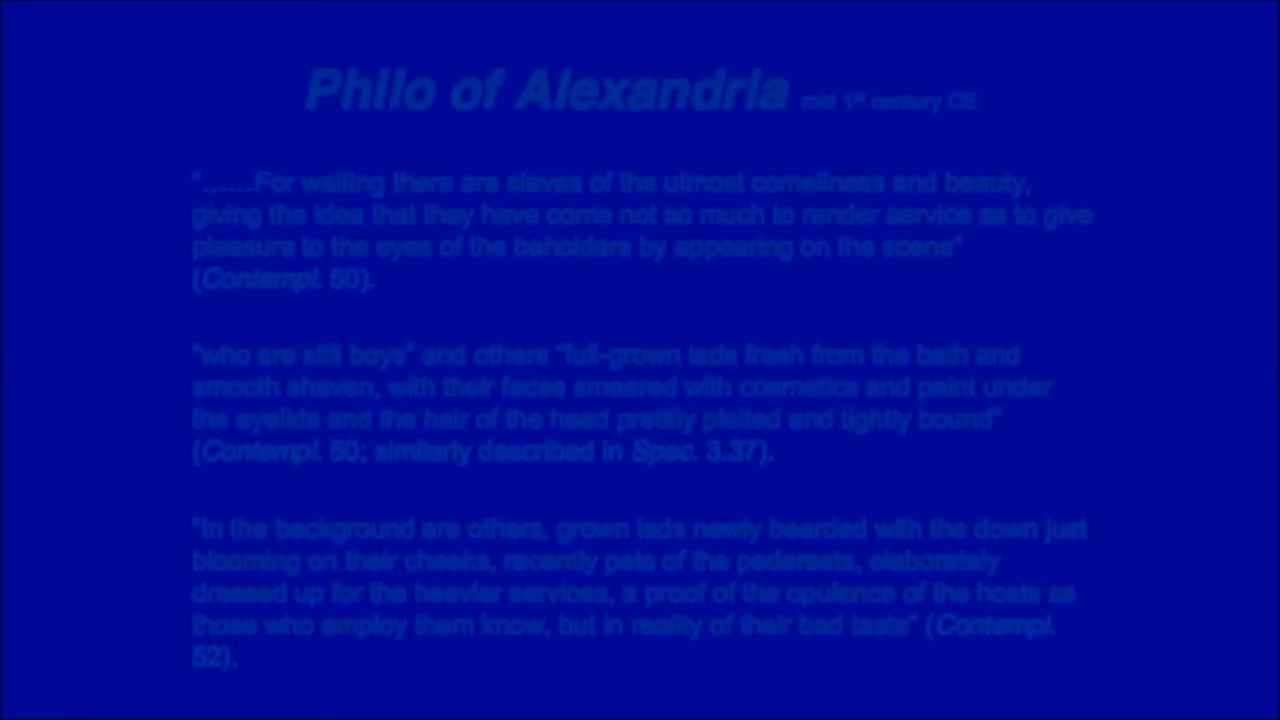 Philo of Alexandria mid 1st century CE
"......For waiting there are slaves of the utmost comeliness and beauty,
giving the idea that they have come not so much to render service as to give
pleasure to the eyes of the beholders by appearing on the scene"
(Contempl. 50).
"who are still boys" and others "full-grown lads fresh from the bath and
smooth shaven, with their faces smeared with cosmetics and paint under
the eyelids and the hair of the head prettily plaited and tightly bound"
(Contempl. 50; similarly described in Spec. 3.37).
"In the background are others, grown lads newly bearded with the down just
blooming on their cheeks, recently pets of the pederasts, elaborately
dressed up for the heavier services, a proof of the opulence of the hosts as
those who employ them know, but in reality of their bad taste" (Contempl.
52).